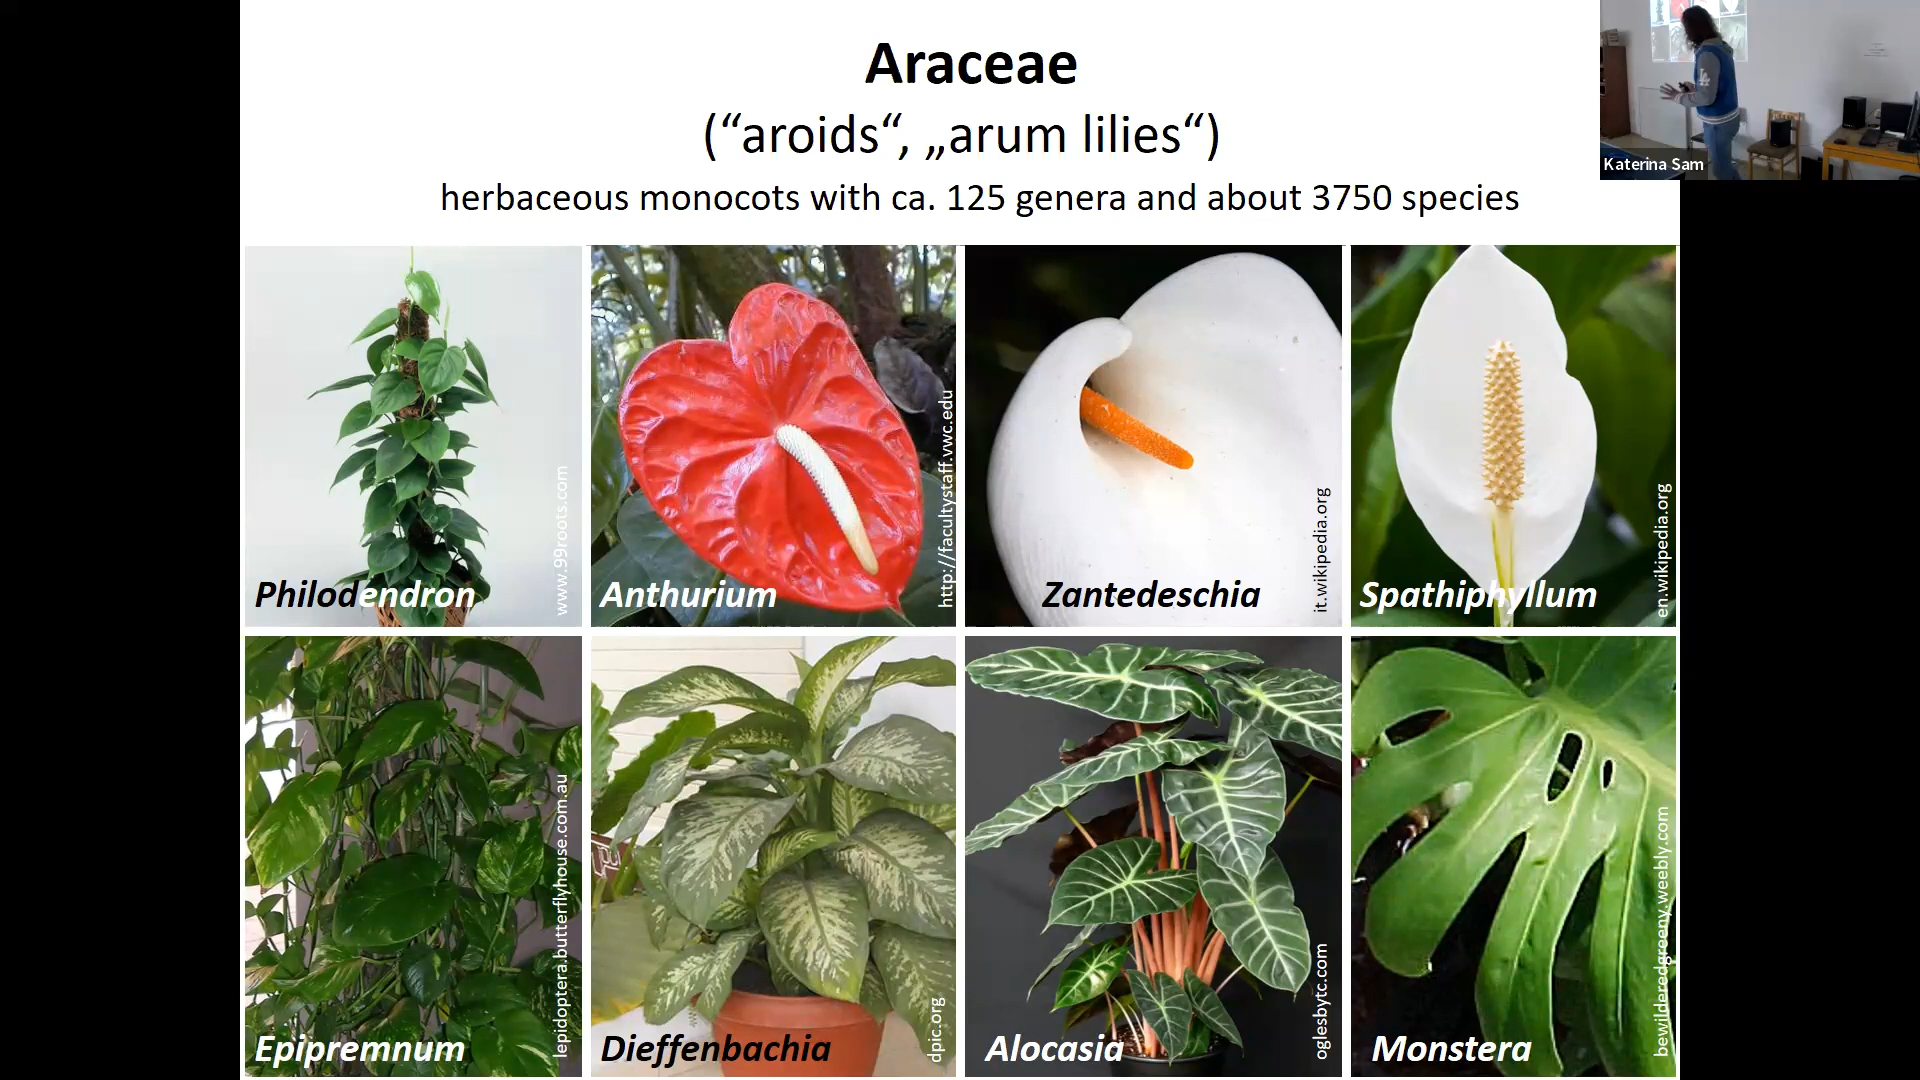 Araceae
(“aroids“, „arum lilies“)
herbaceous monocots with ca. 125 genera and about 3750 species
Katerina Sam
LA
Philodendron
www.99roots.com
Anthurium
http://facultystaff.vwc.edu
Zantedeschia
it.wikipedia.org
Spathiphyllum
en.wikipedia.org
Epipremnum
lepidoptera.butterflyhouse.com.au
Dieffenbachia
dpic.org
Alocasia
oglesbytc.com
Monstera
bewilderedgreeny.weebly.com